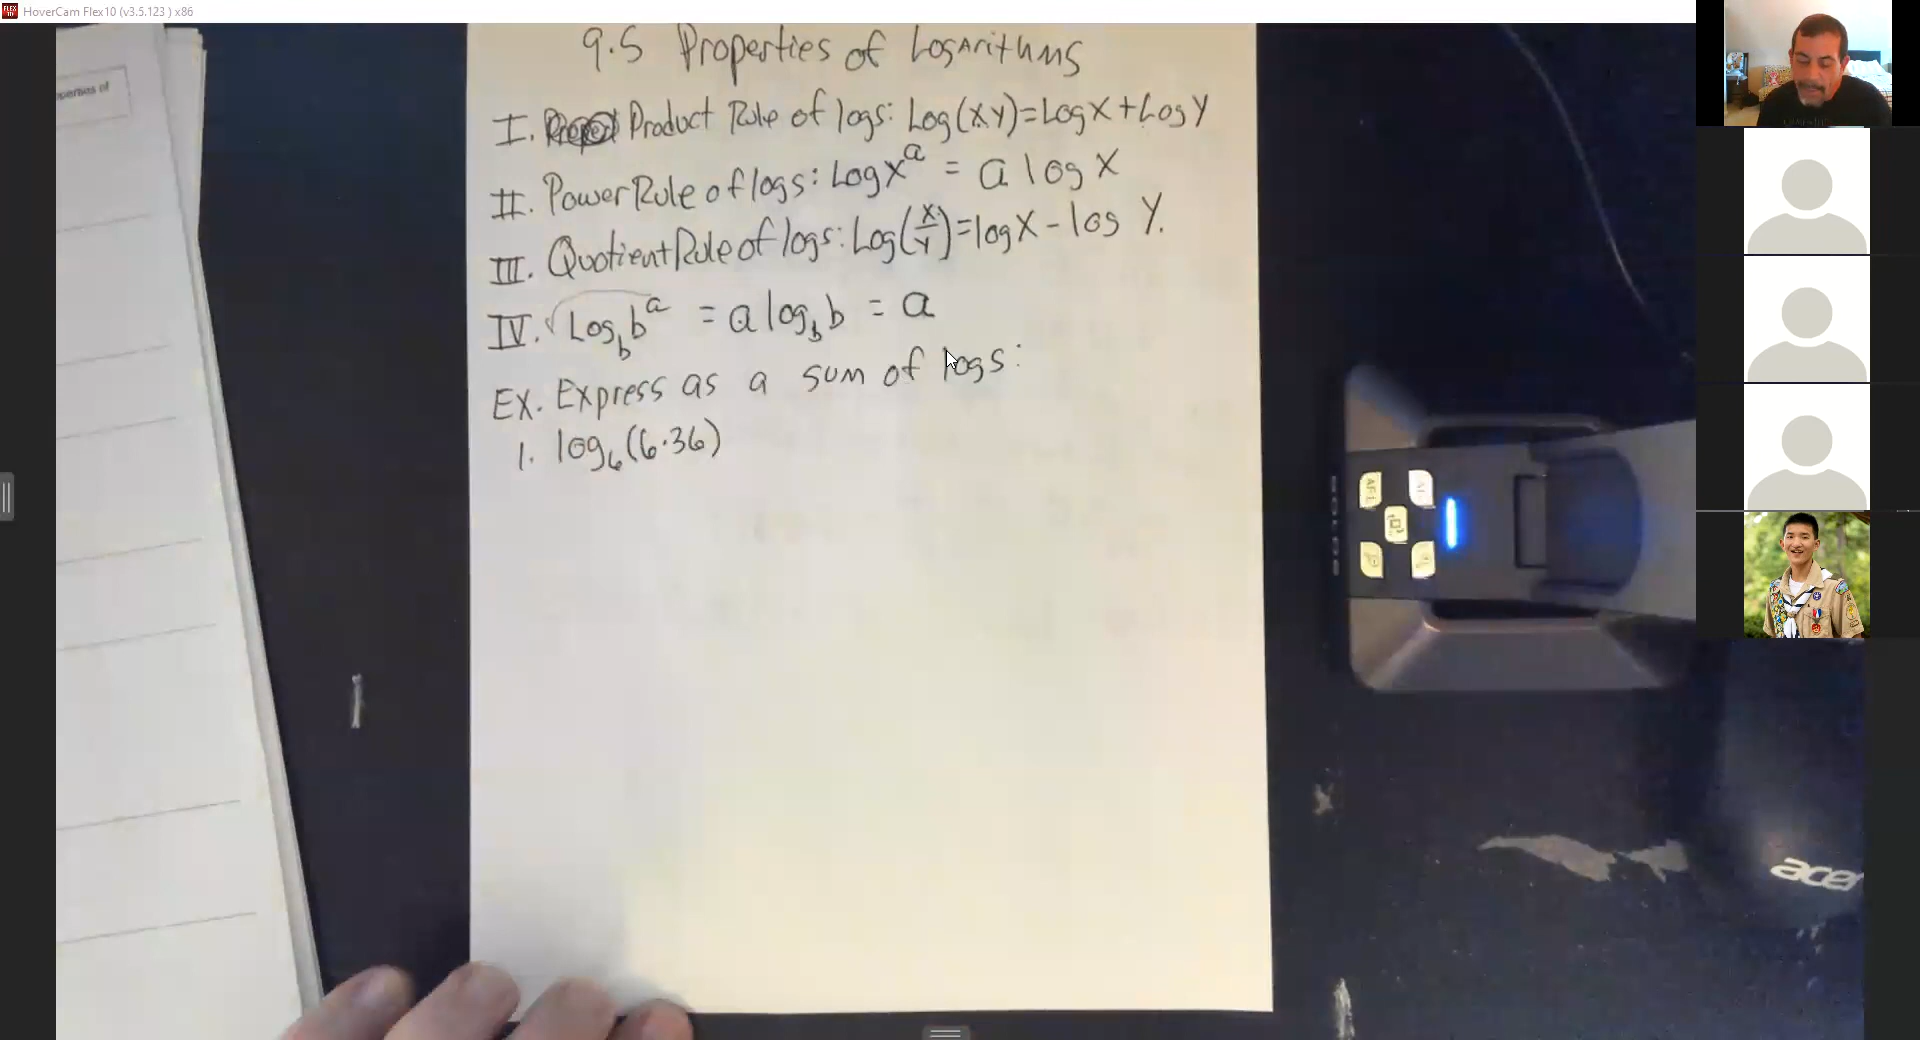 HoverCam Flex10 (v3.5.123 ) x86
9.5 Properties of Logarithms
I. Product Rule of logs: Log(X·Y)=LogX+LogY
II. Power Rule of logs: LogX^a = a log X
III. Quotient Rule of logs: Log(X/Y)=logX-log Y.
IV. √Log_b b^a = a log_b b = a
EX. Express as a sum of logs:
1. log_6(6·36)
acer